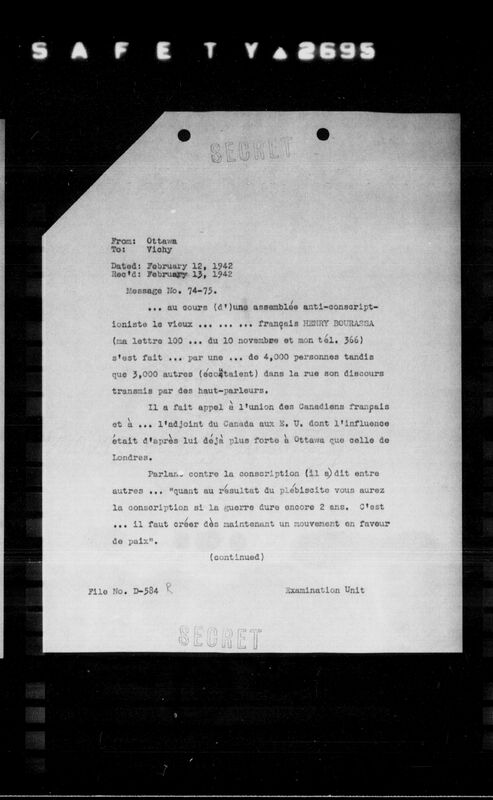 SAFETY▲2695
SECRET
From: Ottawa
To: Vichy
Dated: February 12, 1942
Rec'd: February 13, 1942
Message No. 74-75.
... au cours (d')une assemblée anti-conscript-
ioniste le vieux ... ... ... français HENRY BOURASSA
(ma lettre 100 ... du 10 novembre et mon tél. 366)
s'est fait ... par une ... de 4,000 personnes tandis
que 3,000 autres (écoutaient) dans la rue son discours
transmis par des haut-parleurs.
Il a fait appel à l'union des Canadiens français
et à ... l'adjoint du Canada aux E. U. dont l'influence
était d'après lui déjà plus forte à Ottawa que celle de
Londres.
Parlan_ contre la conscription (il a)dit entre
autres ... "quant au résultat du plébiscite vous aurez
la conscription si la guerre dure encore 2 ans. C'est
... il faut créer dès maintenant un mouvement en faveur
de paix".
(continued)
File No. D-584 R
Examination Unit
SECRET